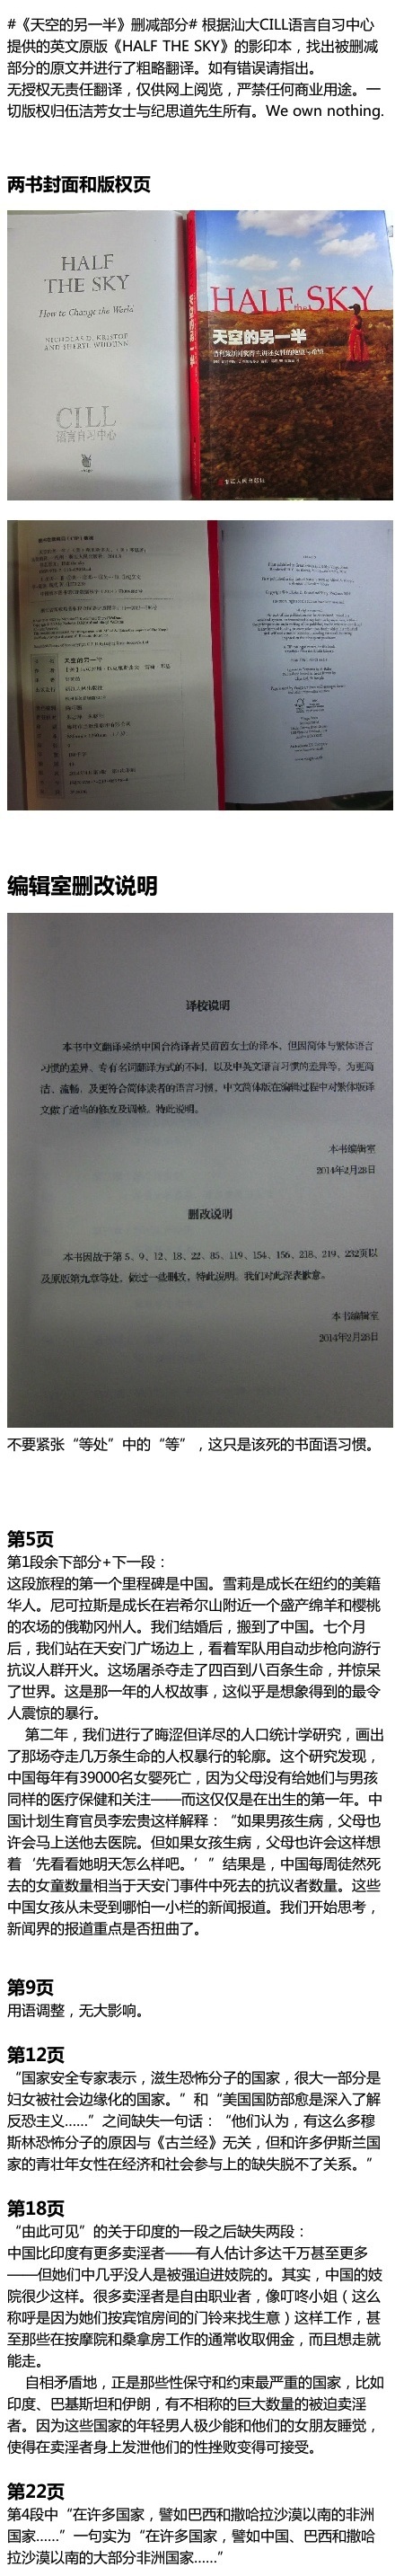 #《天空的另一半》删减部分# 根据汕大CILL语言自习中心
提供的英文原版《HALF THE SKY》的影印本，找出被删减
部分的原文并进行了粗略翻译。如有错误请指出。
无授权无责任翻译，仅供网上阅览，严禁任何商业用途。一
切版权归伍洁芳女士与纪思道先生所有。We own nothing.
两书封面和版权页
HALF
THE SKY
How to Change the World
NICHOLAS D. KRISTOF
AND SHERYL WUDUNN
CILL
语言自习中心
HALF the SKY
天空的另一半
天空的另一半
编辑室删改说明
译校说明
本书中文翻译采纳中国台湾译者吴茵茵女士的译本，但因简体与繁体语言
习惯的差异、专有名词翻译方式的不同，以及中英文语言习惯的差异等，为更简
洁、流畅，及更符合简体读者的语言习惯，中文简体版在编辑过程中对繁体版译
文做了适当的修改及调整。特此说明。
本书编辑室
2014年2月28日
删改说明
本书因故于第 5、9、12、18、22、85、119、154、156、218、219、232页以
及原版第九章等处，做过一些删改，特此说明。我们对此深表歉意。
本书编辑室
2014年2月28日
不要紧张“等处”中的“等”，这只是该死的书面语习惯。
第5页
第1段余下部分+下一段：
这段旅程的第一个里程碑是中国。雪莉是成长在纽约的美籍
华人。尼可拉斯是成长在岩希尔山附近一个盛产绵羊和樱桃
的农场的俄勒冈州人。我们结婚后，搬到了中国。七个月
后，我们站在天安门广场边上，看着军队用自动步枪向游行
抗议人群开火。这场屠杀夺走了四百到八百条生命，并惊呆
了世界。这是那一年的人权故事，这似乎是想象得到的最令
人震惊的暴行。
第二年，我们进行了晦涩但详尽的人口统计学研究，画出
了那场夺走几万条生命的人权暴行的轮廓。这个研究发现，
中国每年有39000名女婴死亡，因为父母没有给她们与男孩
同样的医疗保健和关注——而这仅仅是在出生的第一年。中
国计划生育官员李宏贵这样解释：“如果男孩生病，父母也
许会马上送他去医院。但如果女孩生病，父母也许会这样想
着‘先看看她明天怎么样吧。’”结果是，中国每周徒然死
去的女童数量相当于天安门事件中死去的抗议者数量。这些
中国女孩从未受到哪怕一小栏的新闻报道。我们开始思考，
新闻界的报道重点是否扭曲了。
第9页
用语调整，无大影响。
第12页
“国家安全专家表示，滋生恐怖分子的国家，很大一部分是
妇女被社会边缘化的国家。”和“美国国防部愈是深入了解
反恐主义......”之间缺失一句话：“他们认为，有这么多穆
斯林恐怖分子的原因与《古兰经》无关，但和许多伊斯兰国
家的青壮年女性在经济和社会参与上的缺失脱不了关系。”
第18页
“由此可见”的关于印度的一段之后缺失两段：
中国比印度有更多卖淫者——有人估计多达千万甚至更多
——但她们中几乎没人是被强迫进妓院的。其实，中国的妓
院很少这样。很多卖淫者是自由职业者，像叮咚小姐（这么
称呼是因为她们按宾馆房间的门铃来找生意）这样工作，甚
至那些在按摩院和桑拿房工作的通常收取佣金，而且想走就
能走。
自相矛盾地，正是那些性保守和约束最严重的国家，比如
印度、巴基斯坦和伊朗，有不相称的巨大数量的被迫卖淫
者。因为这些国家的年轻男人极少能和他们的女朋友睡觉，
使得在卖淫者身上发泄他们的性挫败变得可接受。
第22页
第4段中“在许多国家，譬如巴西和撒哈拉沙漠以南的非洲
国家......”一句实为“在许多国家，譬如中国、巴西和撒哈
拉沙漠以南的大部分非洲国家......”